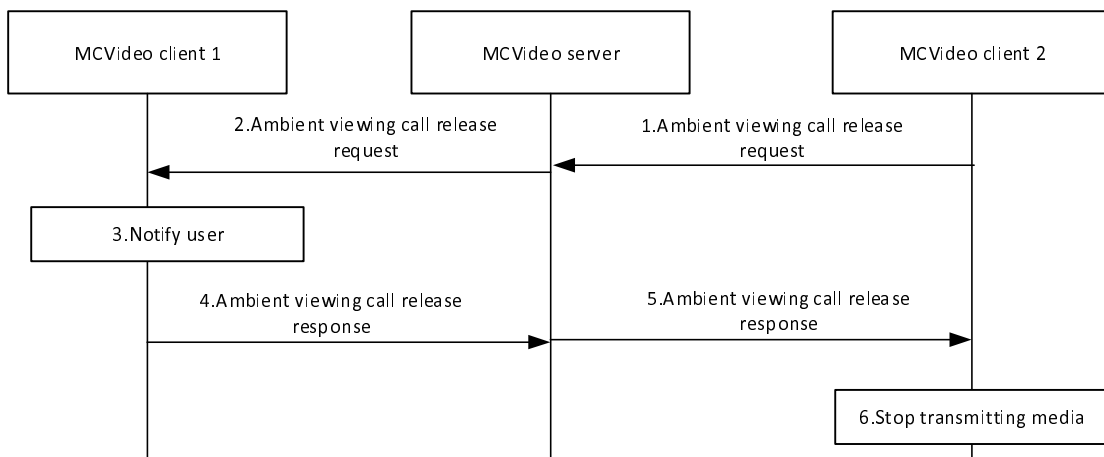 MCVideo client 1
MCVideo server
MCVideo client 2
2.Ambient viewing call release
request
1.Ambient viewing call release
request
3.Notify user
4.Ambient viewing call release
response
5.Ambient viewing call release
response
6.Stop transmitting media